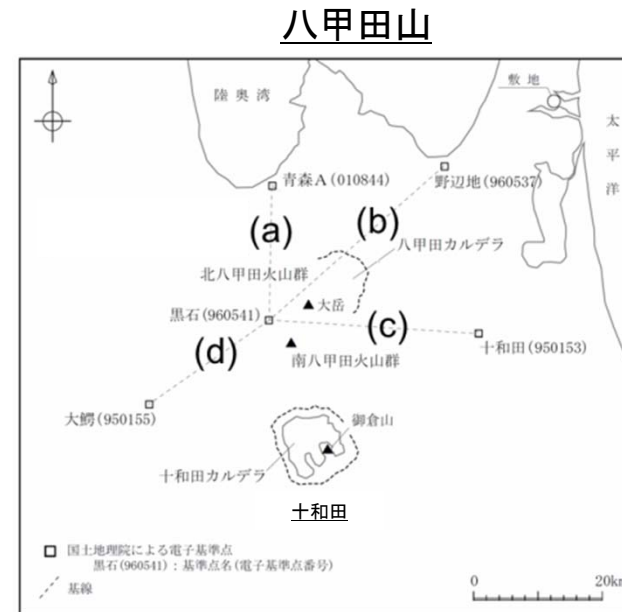 八甲田山
陸奥湾
敷地
太平洋
青森A(010844)
野辺地(960537)
(a)
(b)
八甲田カルデラ
北八甲田火山群
大岳
黒石(960541)
(c)
(d)
南八甲田火山群
十和田(950153)
大鰐(950155)
御倉山
十和田カルデラ
十和田
国土地理院による電子基準点
黒石(960541):基準点名(電子基準点番号)
基線
0 20km